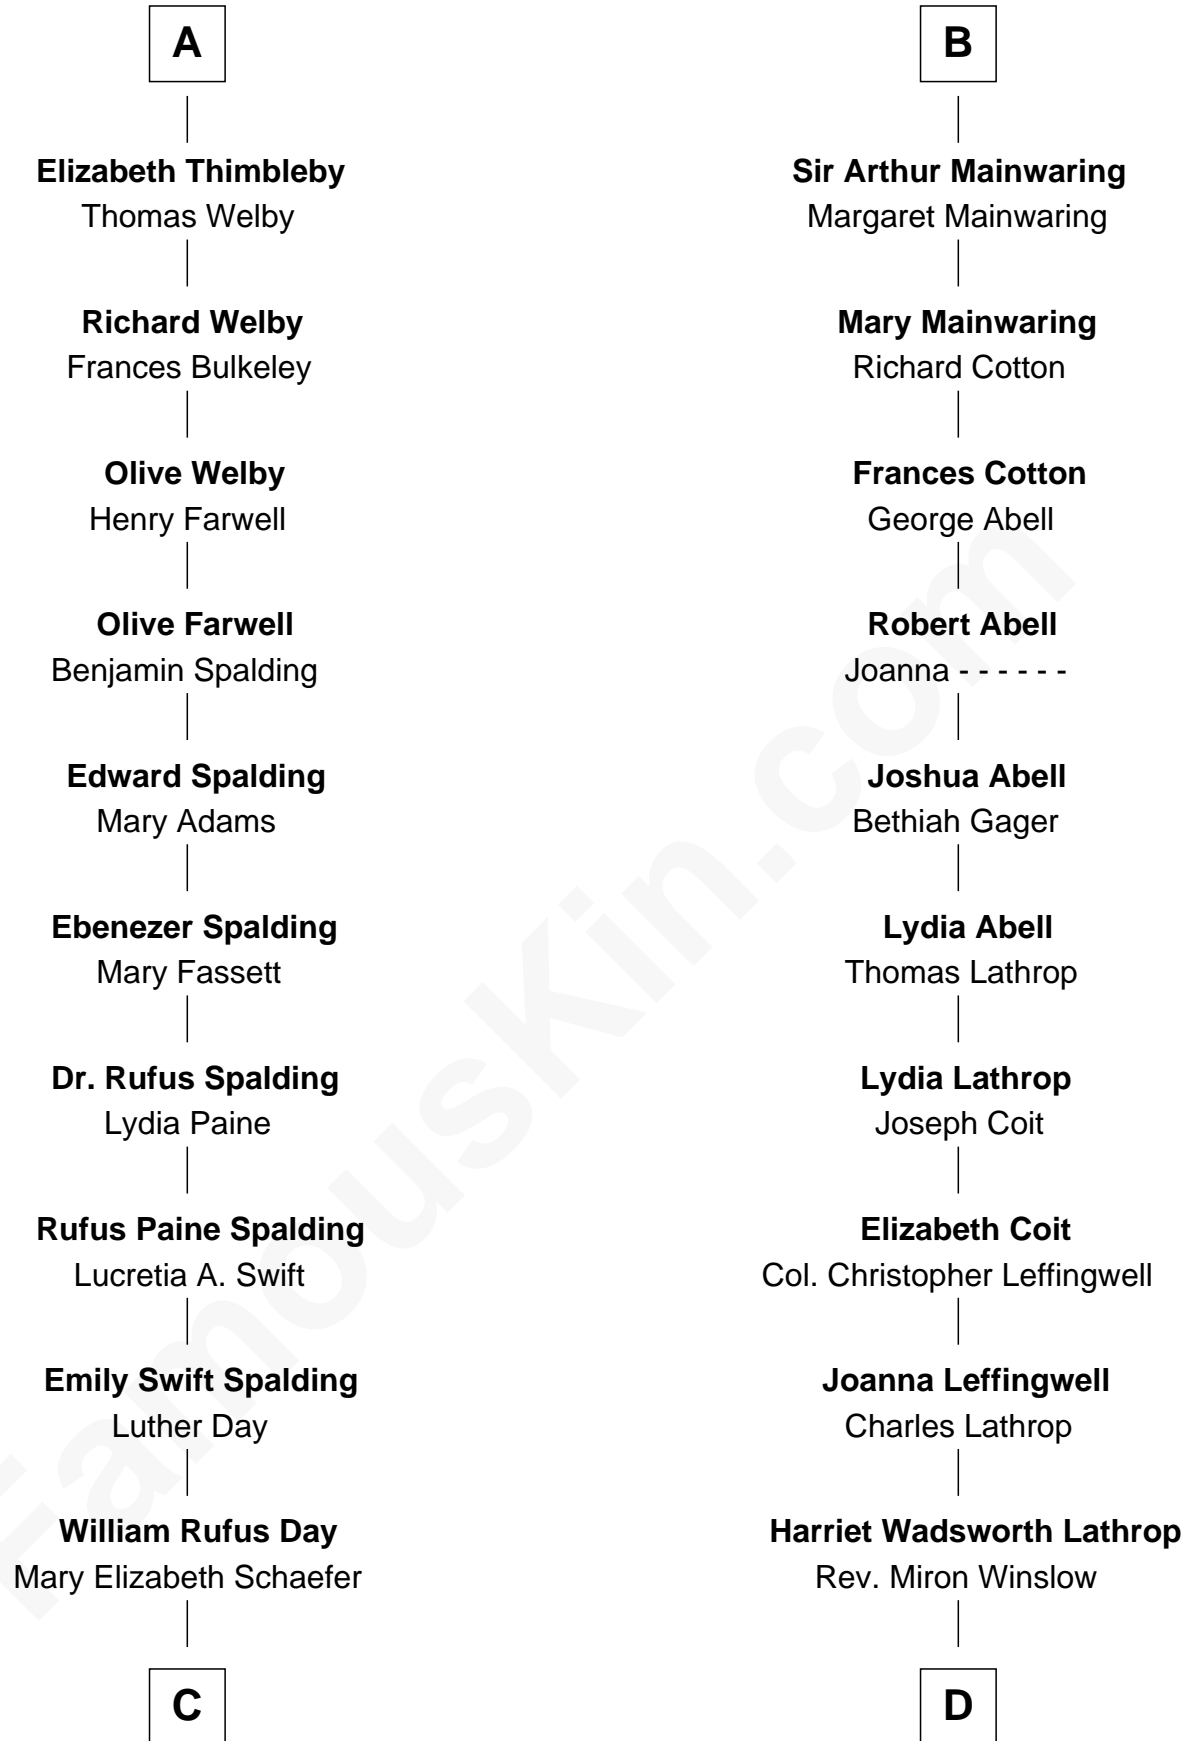 A
Elizabeth Thimbleby
Thomas Welby
Richard Welby
Frances Bulkeley
Olive Welby
Henry Farwell
Olive Farwell
Benjamin Spalding
Edward Spalding
Mary Adams
Ebenezer Spalding
Mary Fassett
Dr. Rufus Spalding
Lydia Paine
Rufus Paine Spalding
Lucretia A. Swift
Emily Swift Spalding
Luther Day
William Rufus Day
Mary Elizabeth Schaefer
C
B
Sir Arthur Mainwaring
Margaret Mainwaring
Mary Mainwaring
Richard Cotton
Frances Cotton
George Abell
Robert Abell
Joanna - - - - - -
Joshua Abell
Bethiah Gager
Lydia Abell
Thomas Lathrop
Lydia Lathrop
Joseph Coit
Elizabeth Coit
Col. Christopher Leffingwell
Joanna Leffingwell
Charles Lathrop
Harriet Wadsworth Lathrop
Rev. Miron Winslow
D
FamousKin.com